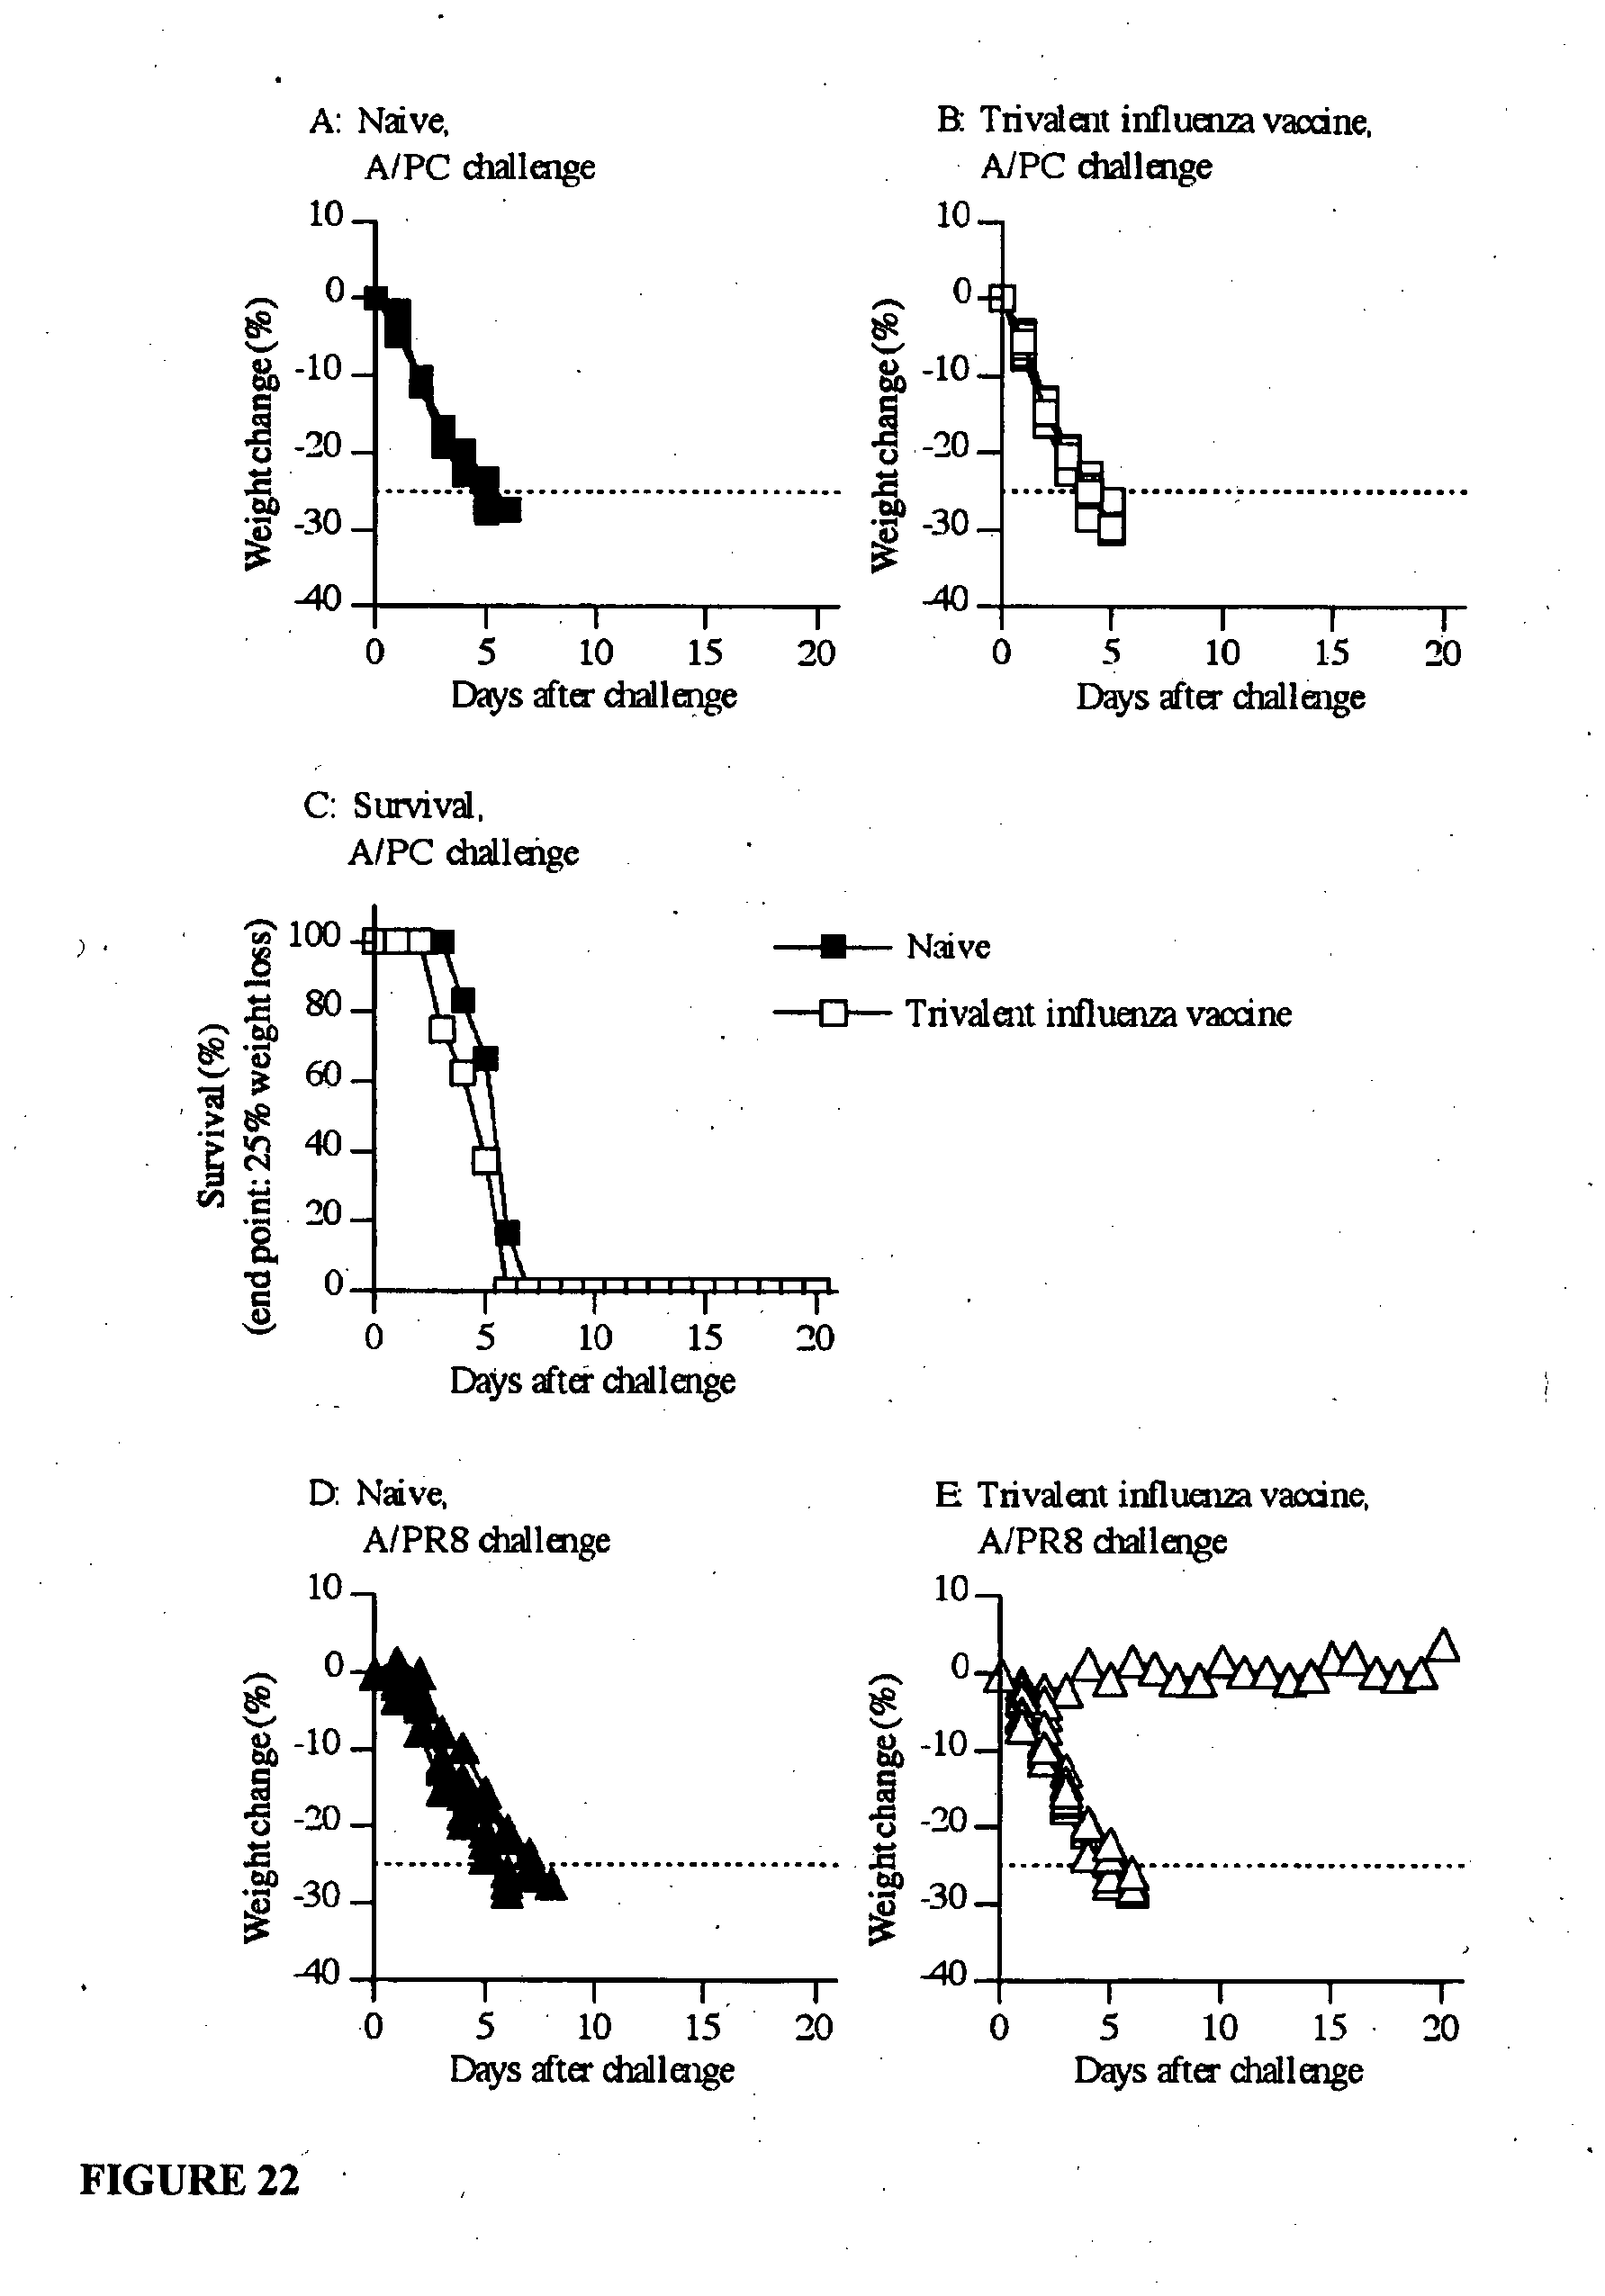 A: Naive,
A/PC challenge
B: Trivalent influenza vaccine,
A/PC challenge
10
0
-10
-20
-30
-40
Weight change (%)
0 5 10 15 20
Days after challenge
10
0
-10
-20
-30
-40
Weight change (%)
0 5 10 15 20
Days after challenge
C: Survival,
A/PC challenge
100
80
60
40
20
0
Survival (%)
(end point: 25% weight loss)
0 5 10 15 20
Days after challenge
Naive
Trivalent influenza vaccine
D: Naive,
A/PR8 challenge
E: Trivalent influenza vaccine,
A/PR8 challenge
10
0
-10
-20
-30
-40
Weight change (%)
0 5 10 15 20
Days after challenge
10
0
-10
-20
-30
-40
Weight change (%)
0 5 10 15 20
Days after challenge
FIGURE 22